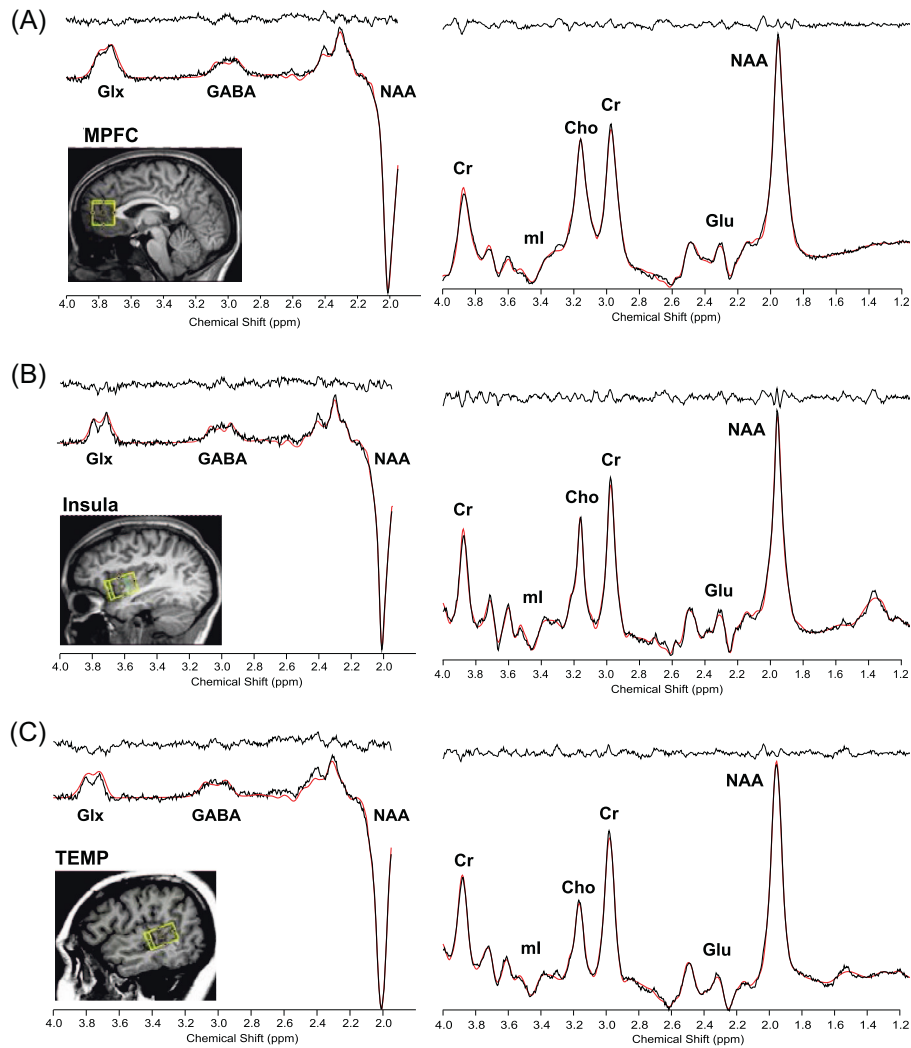 (A)
Glx GABA NAA
MPFC
4.0 3.8 3.6 3.4 3.2 3.0 2.8 2.6 2.4 2.2 2.0
Chemical Shift (ppm)
NAA
Cr
Cho
Cr
Glu
mI
4.0 3.8 3.6 3.4 3.2 3.0 2.8 2.6 2.4 2.2 2.0 1.8 1.6 1.4 1.2
Chemical Shift (ppm)
(B)
Glx GABA NAA
Insula
4.0 3.8 3.6 3.4 3.2 3.0 2.8 2.6 2.4 2.2 2.0
Chemical Shift (ppm)
NAA
Cr
Cho
Cr
mI Glu
4.0 3.8 3.6 3.4 3.2 3.0 2.8 2.6 2.4 2.2 2.0 1.8 1.6 1.4 1.2
Chemical Shift (ppm)
(C)
Glx GABA NAA
TEMP
4.0 3.8 3.6 3.4 3.2 3.0 2.8 2.6 2.4 2.2 2.0
Chemical Shift (ppm)
NAA
Cr
Cr
Cho
mI Glu
4.0 3.8 3.6 3.4 3.2 3.0 2.8 2.6 2.4 2.2 2.0 1.8 1.6 1.4 1.2
Chemical Shift (ppm)